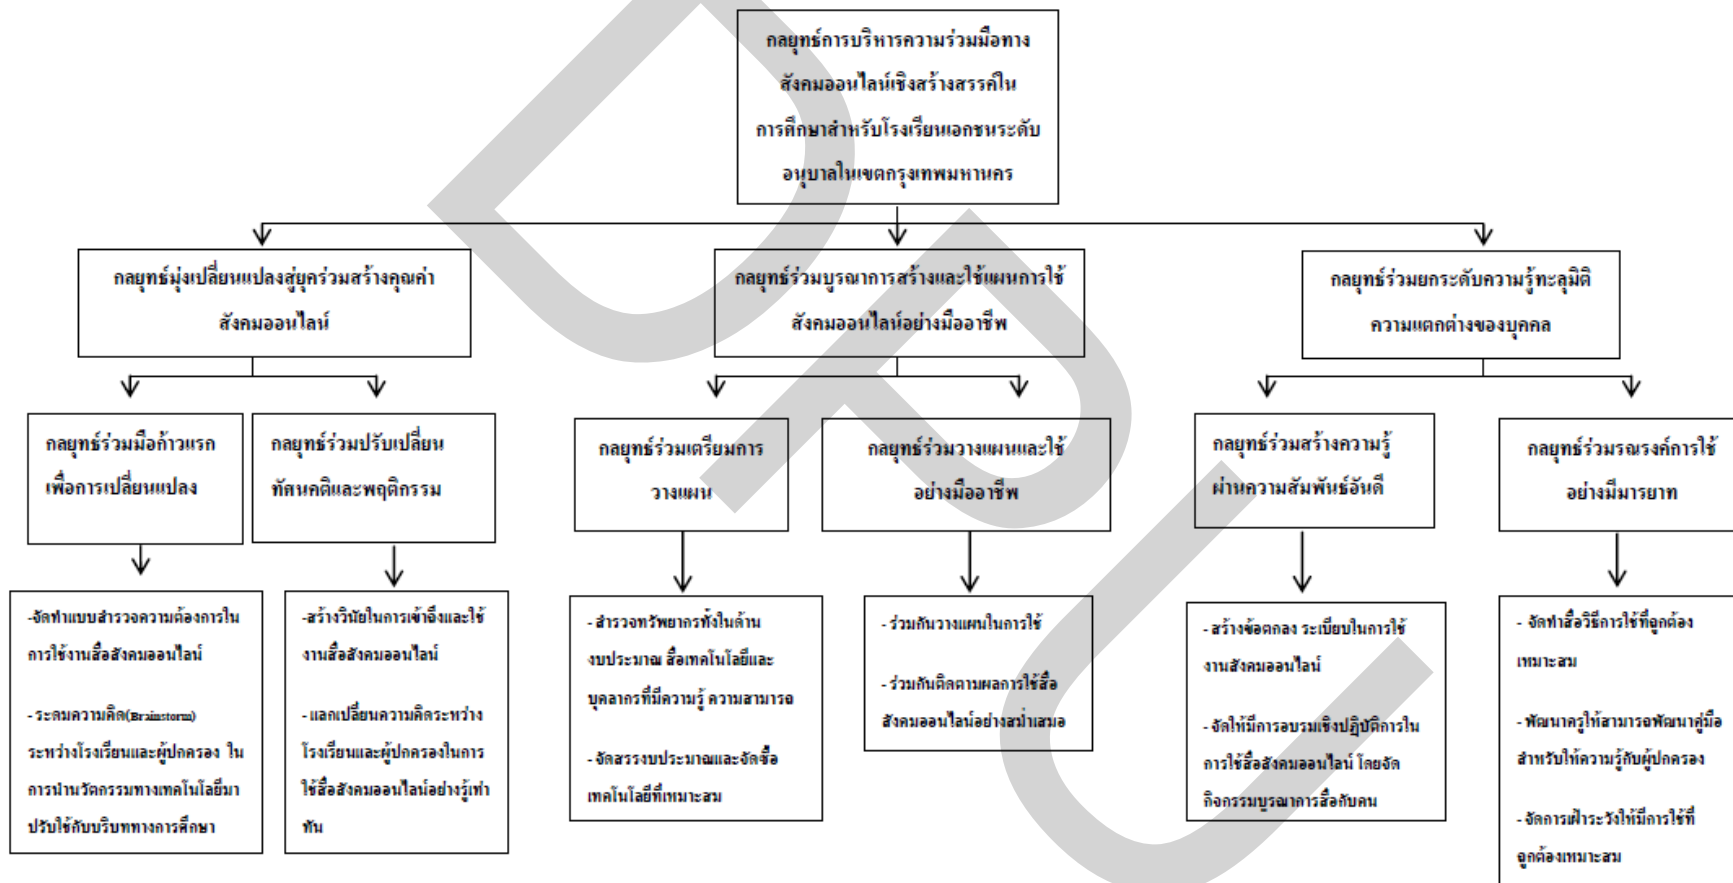 กลยุทธ์การบริหารความร่วมมือทาง
สังคมออนไลน์เชิงสร้างสรรค์ใน
การศึกษาสำหรับโรงเรียนเอกชนระดับ
อนุบาลในเขตกรุงเทพมหานคร
กลยุทธ์มุ่งเปลี่ยนแปลงสู่ยุคร่วมสร้างคุณค่า
สังคมออนไลน์
กลยุทธ์ร่วมบูรณาการสร้างและใช้แผนการใช้
สังคมออนไลน์อย่างมืออาชีพ
กลยุทธ์ร่วมยกระดับความรู้ทะลุมิติ
ความแตกต่างของบุคคล
กลยุทธ์ร่วมมือก้าวแรก
เพื่อการเปลี่ยนแปลง
กลยุทธ์ร่วมปรับเปลี่ยน
ทัศนคติและพฤติกรรม
กลยุทธ์ร่วมเตรียมการ
วางแผน
กลยุทธ์ร่วมวางแผนและใช้
อย่างมืออาชีพ
กลยุทธ์ร่วมสร้างความรู้
ผ่านความสัมพันธ์อันดี
กลยุทธ์ร่วมรณรงค์การใช้
อย่างมีมารยาท
-จัดทำแบบสำรวจความต้องการใน
การใช้งานสื่อสังคมออนไลน์
- ระดมความคิด(Brainstorm)
ระหว่างโรงเรียนและผู้ปกครอง ใน
การนำนวัตกรรมทางเทคโนโลยีมา
ปรับใช้กับบริบททางการศึกษา
-สร้างวินัยในการเข้าถึงและใช้
งานสื่อสังคมออนไลน์
- แลกเปลี่ยนความคิดระหว่าง
โรงเรียนและผู้ปกครองในการ
ใช้สื่อสังคมออนไลน์อย่างรู้เท่า
ทัน
- สำรวจทรัพยากรทั้งในด้าน
งบประมาณ สื่อเทคโนโลยีและ
บุคลากรที่มีความรู้ ความสามารถ
- จัดสรรงบประมาณและจัดซื้อ
เทคโนโลยีที่เหมาะสม
- ร่วมกันวางแผนในการใช้
- ร่วมกันติดตามผลการใช้สื่อ
สังคมออนไลน์อย่างสม่ำเสมอ
- สร้างข้อตกลง ระเบียบในการใช้
งานสังคมออนไลน์
- จัดให้มีการอบรมเชิงปฏิบัติการใน
การใช้สื่อสังคมออนไลน์ โดยจัด
กิจกรรมบูรณาการสื่อกับคน
- จัดทำสื่อวิธีการใช้ที่ถูกต้อง
เหมาะสม
- พัฒนาครูให้สามารถพัฒนาคู่มือ
สำหรับให้ความรู้กับผู้ปกครอง
- จัดการเฝ้าระวังให้มีการใช้ที่
ถูกต้องเหมาะสม
DPU